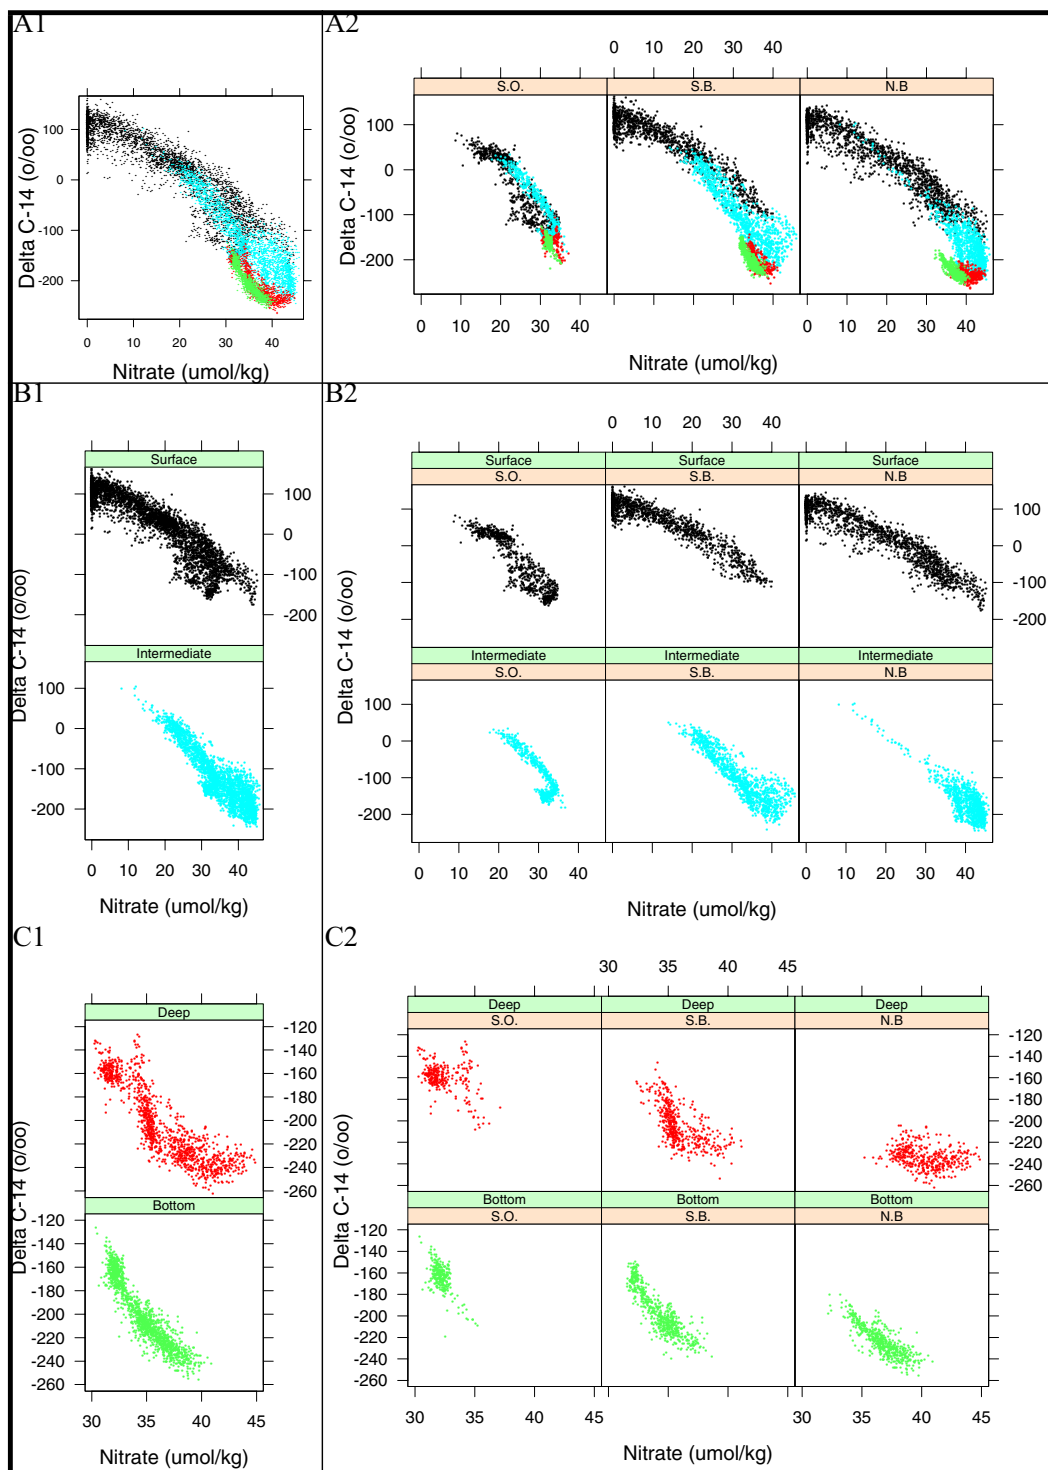 A1
A2
0 10 20 30 40
S.O. S.B. N.B
100
0
-100
-200
Delta C-14 (o/oo)
0 10 20 30 40
Nitrate (umol/kg)
100
0
-100
-200
Delta C-14 (o/oo)
0 10 20 30 40
0 10 20 30 40
Nitrate (umol/kg)
B1
Surface
100
0
-100
-200
Intermediate
100
0
-100
-200
Delta C-14 (o/oo)
0 10 20 30 40
Nitrate (umol/kg)
B2
0 10 20 30 40
Surface Surface Surface
S.O. S.B. N.B
100
0
-100
-200
Intermediate Intermediate Intermediate
S.O. S.B. N.B
100
0
-100
-200
Delta C-14 (o/oo)
0 10 20 30 40
0 10 20 30 40
Nitrate (umol/kg)
C1
Deep
-120
-140
-160
-180
-200
-220
-240
-260
Bottom
-120
-140
-160
-180
-200
-220
-240
-260
Delta C-14 (o/oo)
30 35 40 45
Nitrate (umol/kg)
C2
30 35 40 45
Deep Deep Deep
S.O. S.B. N.B
-120
-140
-160
-180
-200
-220
-240
-260
Bottom Bottom Bottom
S.O. S.B. N.B
-120
-140
-160
-180
-200
-220
-240
-260
Delta C-14 (o/oo)
30 35 40 45
30 35 40 45
Nitrate (umol/kg)